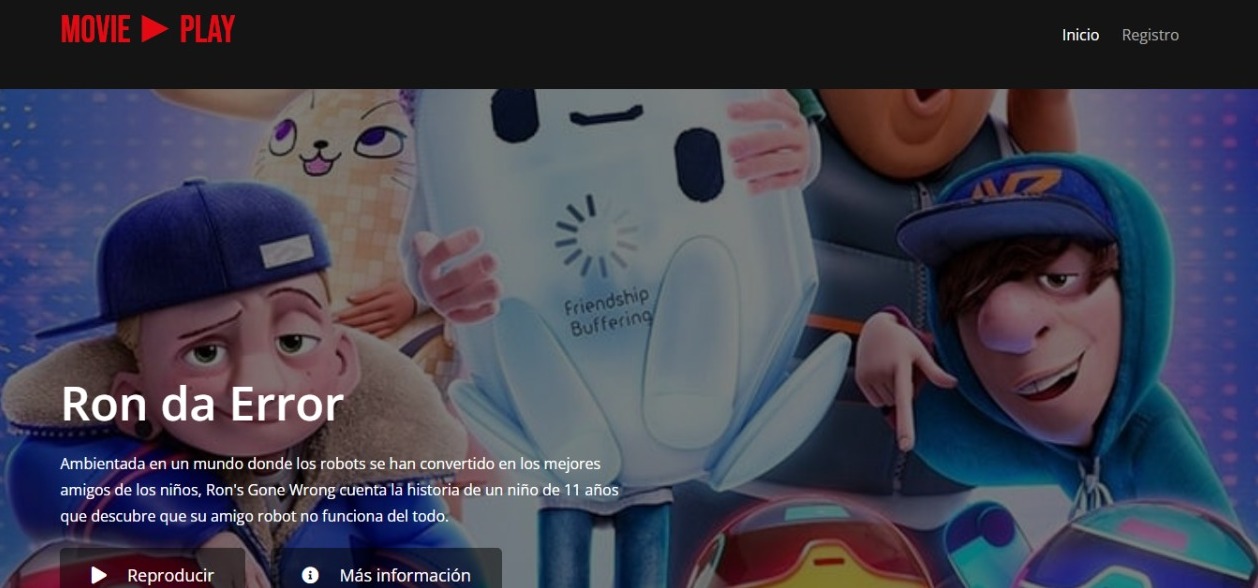 MOVIE PLAY
Inicio Registro
Friendship
Buffering
Ron da Error
Ambientada en un mundo donde los robots se han convertido en los mejores
amigos de los niños, Ron's Gone Wrong cuenta la historia de un niño de 11 años
que descubre que su amigo robot no funciona del todo.
Reproducir Más información